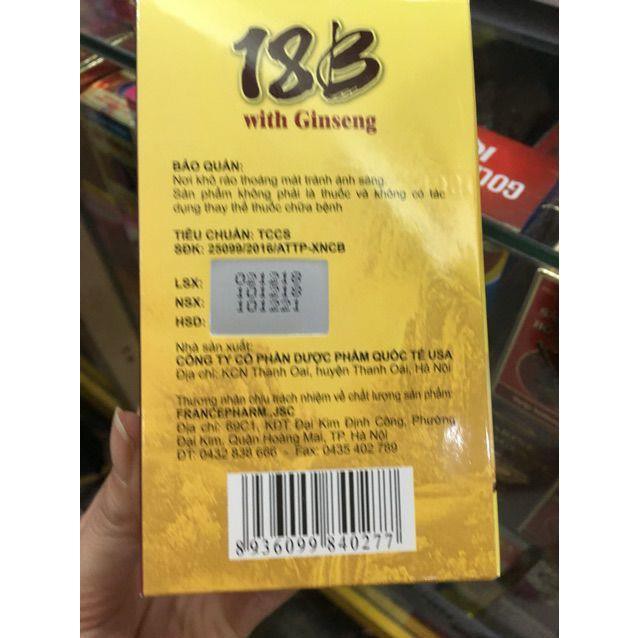 18B
with Ginseng
BẢO QUẢN:
Nơi khô ráo thoáng mát tránh ánh sáng.
Sản phẩm không phải là thuốc và không có tác
dụng thay thế thuốc chữa bệnh
TIÊU CHUẨN: TCCS
SĐK: 25099/2016/ATTP-XNCB
LSX: 021218
NSX: 101218
HSD: 101221
Nhà sản xuất:
CÔNG TY CỔ PHẦN DƯỢC PHẨM QUỐC TẾ USA
Địa chỉ: KCN Thanh Oai, huyện Thanh Oai, Hà Nội
Thương nhân chịu trách nhiệm về chất lượng sản phẩm:
FRANCEPHARM.,JSC
Địa chỉ: 69C1, KĐT Đại Kim Định Công, Phường
Đại Kim, Quận Hoàng Mai, TP. Hà Nội
ĐT: 0432 838 666 - Fax: 0435 402 789
8 936099 840277